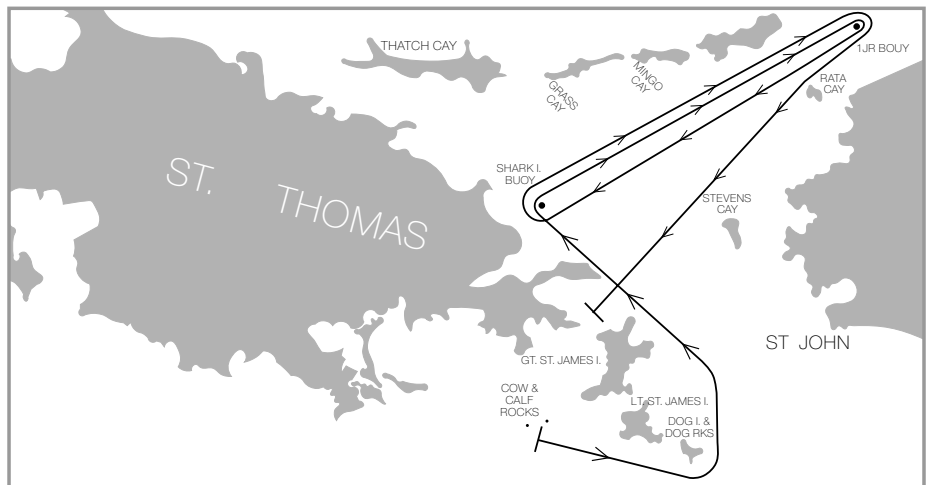 THATCH CAY
1JR BOUY
MINGO
CAY
GRASS
CAY
RATA
CAY
SHARK I.
BUOY
ST. THOMAS
STEVENS
CAY
ST JOHN
GT. ST. JAMES I.
COW &
CALF
ROCKS
LT. ST. JAMES I.
DOG I. &
DOG RKS